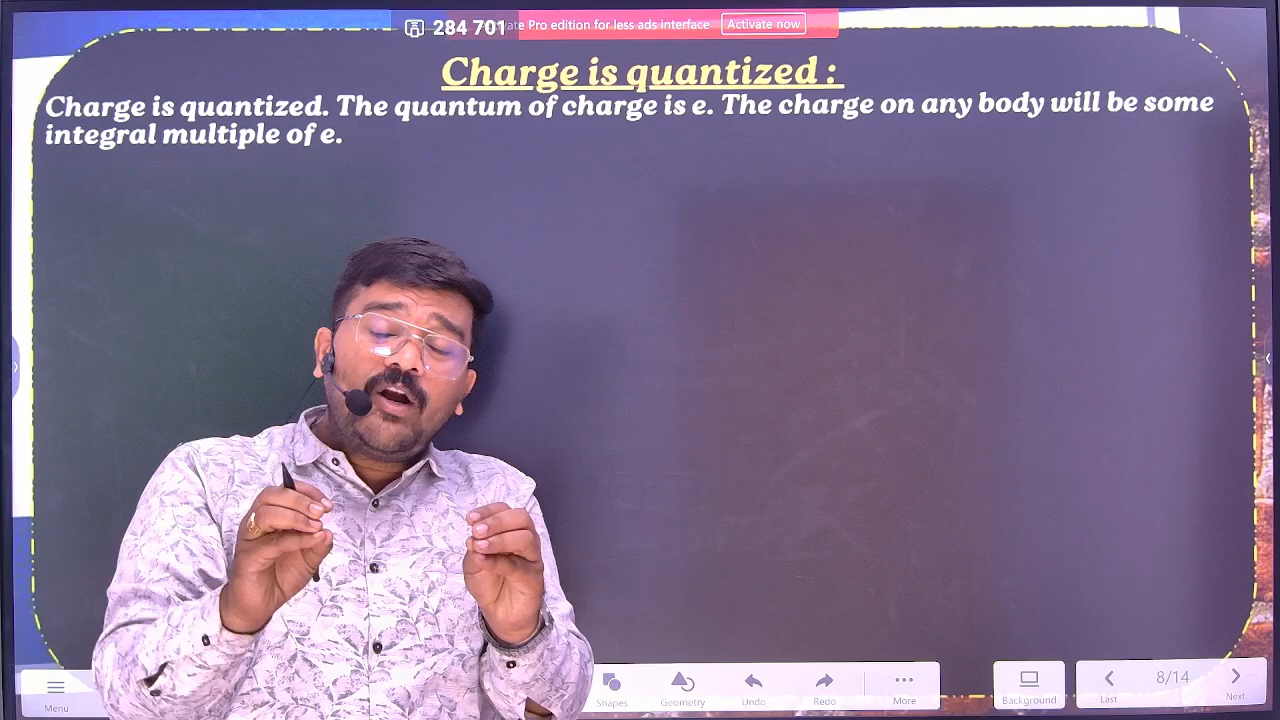 284 701
ate Pro edition for less ads interface
Activate now
Charge is quantized :
Charge is quantized. The quantum of charge is e. The charge on any body will be some
integral multiple of e.
Menu
Shapes
Geometry
Undo
Redo
More
Background
Last
8/14
Next